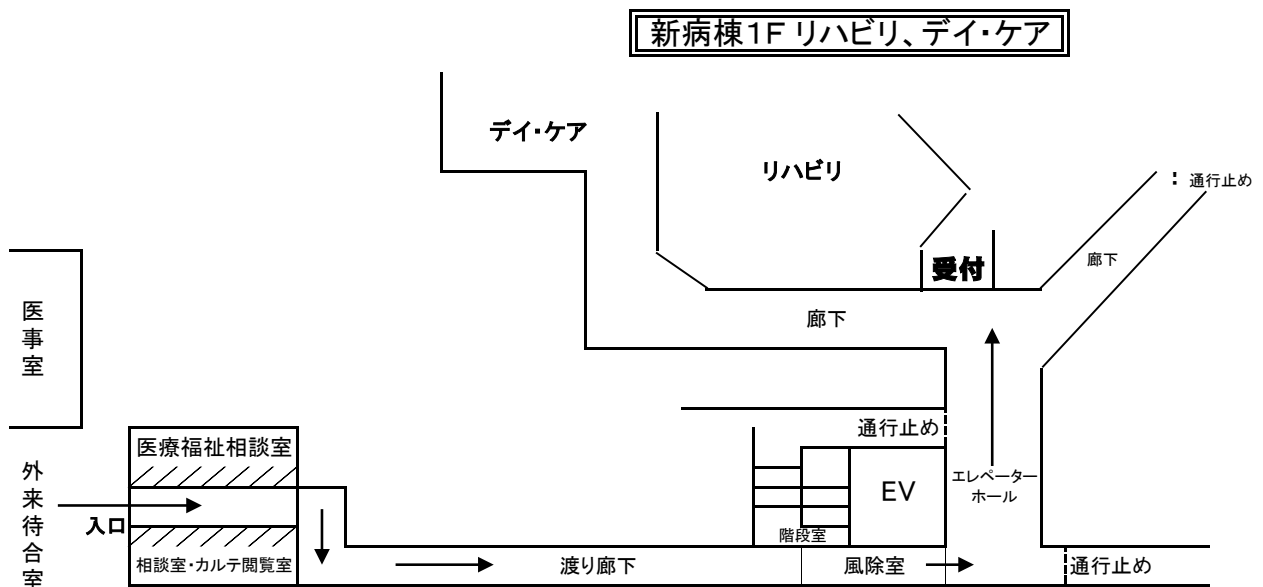 新病棟1F リハビリ、デイ・ケア
デイ・ケア
リハビリ
通行止め
受付
廊下
廊下
医事室
通行止め
医療福祉相談室
外来待合室
入口
EV
エレベーター
ホール
階段室
相談室・カルテ閲覧室
渡り廊下
風除室
通行止め